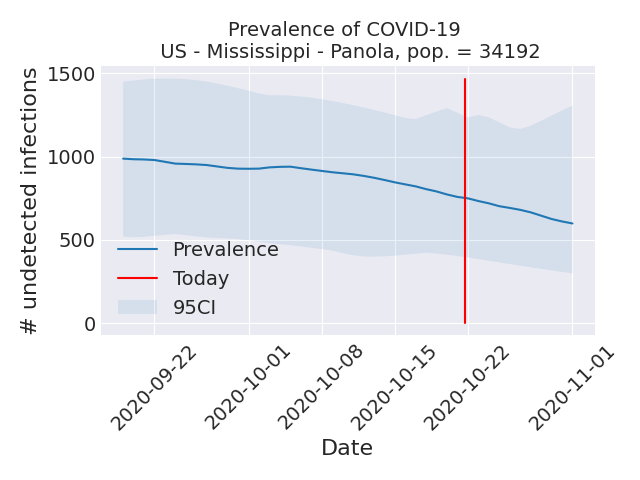 Prevalence of COVID-19
US - Mississippi - Panola, pop. = 34192
# undetected infections
1500
1000
500
0
Prevalence
Today
95CI
2020-09-22
2020-10-01
2020-10-08
2020-10-15
2020-10-22
2020-11-01
Date